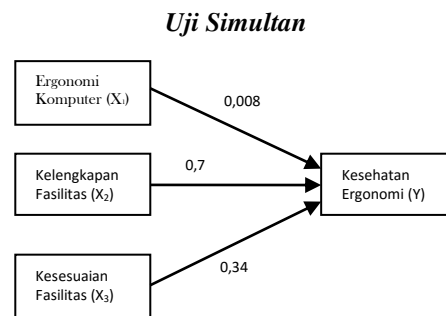 Uji Simultan
Ergonomi
Komputer (X₁)
0,008
Kelengkapan
Fasilitas (X₂)
0,7
Kesehatan
Ergonomi (Y)
Kesesuaian
Fasilitas (X₃)
0,34